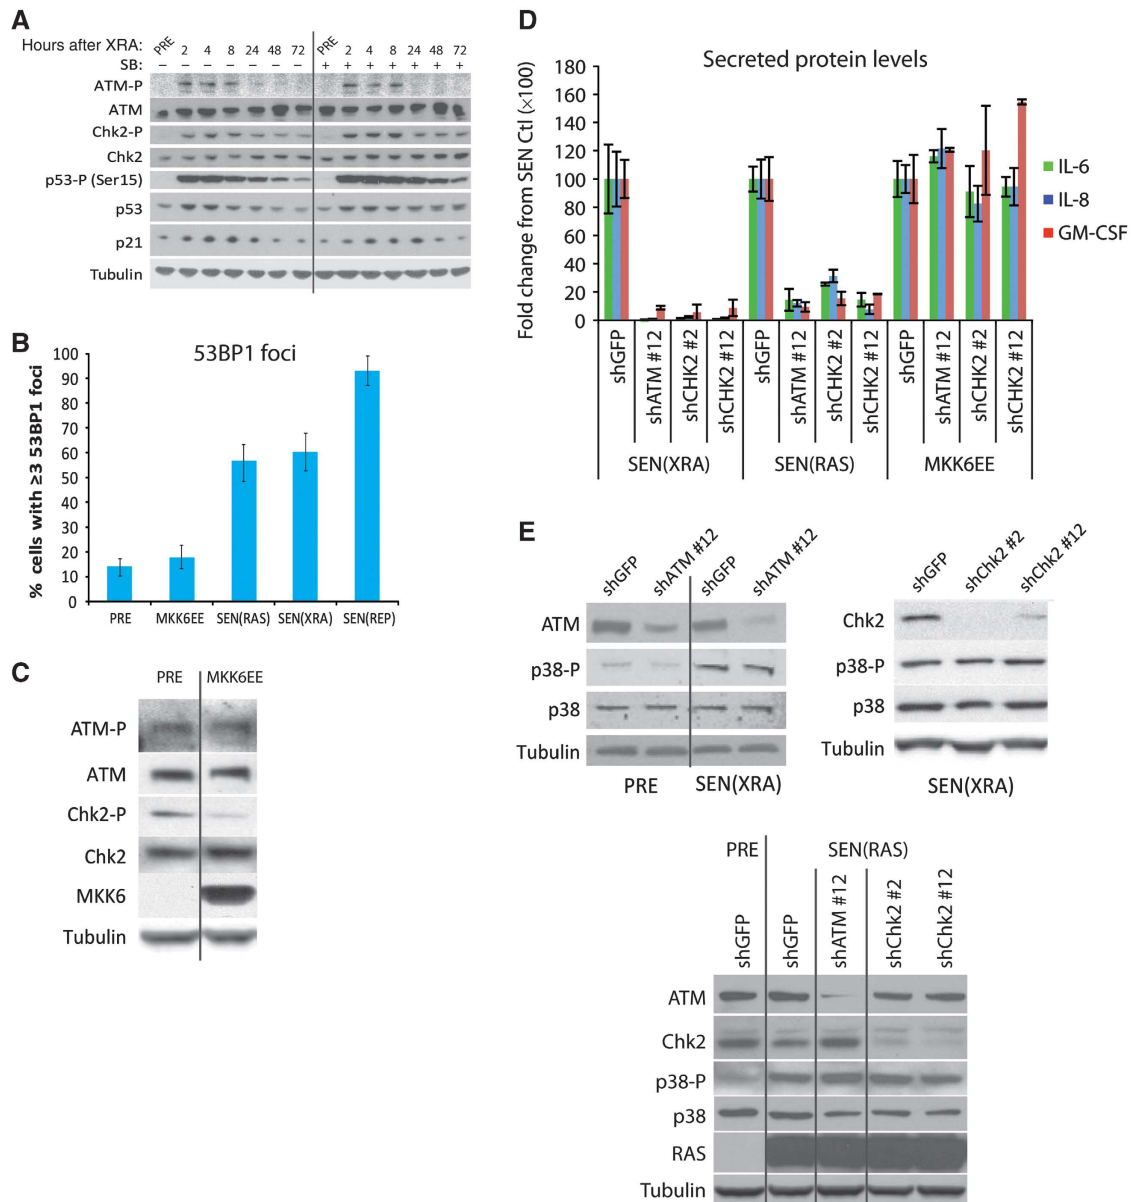 A
Hours after XRA: PRE 2 4 8 24 48 72 PRE 2 4 8 24 48 72
SB: – – – – – – – + + + + + + +
ATM-P
ATM
Chk2-P
Chk2
p53-P (Ser15)
p53
p21
Tubulin
B
53BP1 foci
% cells with ≥3 53BP1 foci
100
90
80
70
60
50
40
30
20
10
0
PRE MKK6EE SEN(RAS) SEN(XRA) SEN(REP)
C
PRE MKK6EE
ATM-P
ATM
Chk2-P
Chk2
MKK6
Tubulin
D
Secreted protein levels
Fold change from SEN Ctl (×100)
180
160
140
120
100
80
60
40
20
0
IL-6
IL-8
GM-CSF
shGFP shATM #12 shCHK2 #2 shCHK2 #12 shGFP shATM #12 shCHK2 #2 shCHK2 #12 shGFP shATM #12 shCHK2 #2 shCHK2 #12
SEN(XRA) SEN(RAS) MKK6EE
E
shGFP shATM #12 shGFP shATM #12
ATM
p38-P
p38
Tubulin
PRE SEN(XRA)
shGFP shChk2 #2 shChk2 #12
Chk2
p38-P
p38
Tubulin
SEN(XRA)
PRE SEN(RAS)
shGFP shGFP shATM #12 shChk2 #2 shChk2 #12
ATM
Chk2
p38-P
p38
RAS
Tubulin